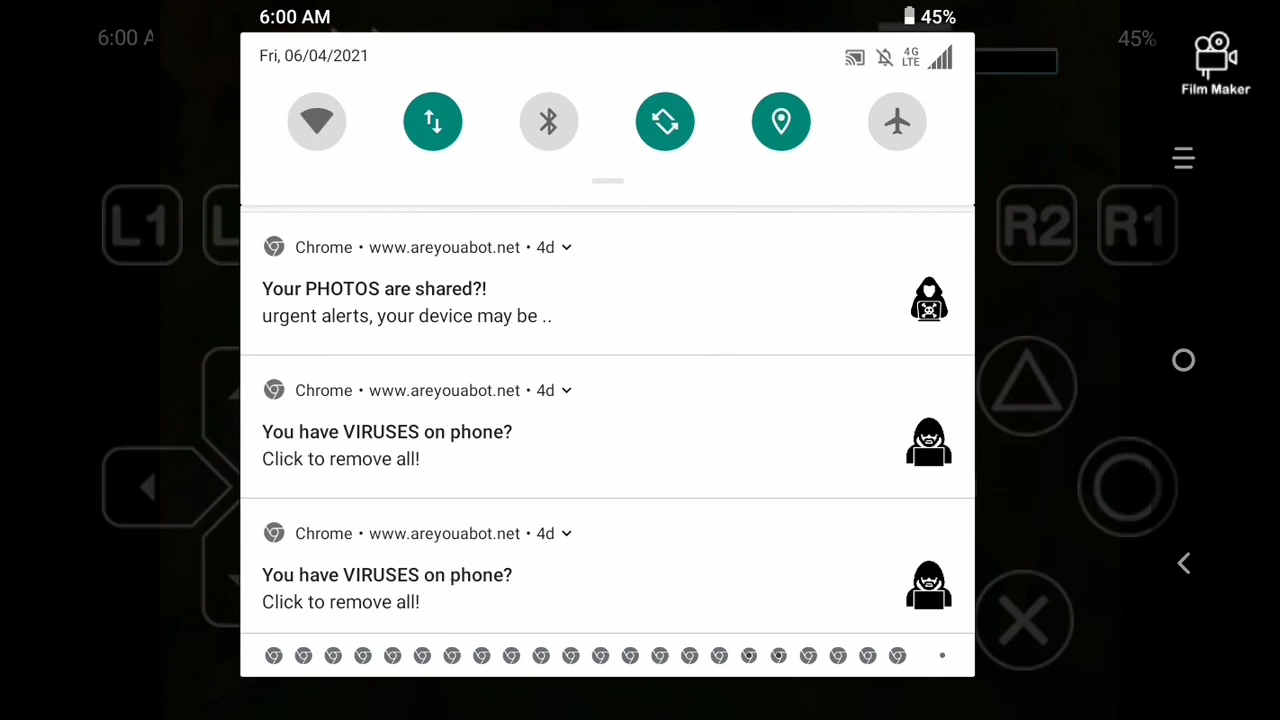 6:00 AM
45%
6:00 A
45%
Film Maker
Fri, 06/04/2021
4G
LTE
L1
L
R2
R1
Chrome • www.areyouabot.net • 4d
Your PHOTOS are shared?!
urgent alerts, your device may be ..
Chrome • www.areyouabot.net • 4d
You have VIRUSES on phone?
Click to remove all!
Chrome • www.areyouabot.net • 4d
You have VIRUSES on phone?
Click to remove all!